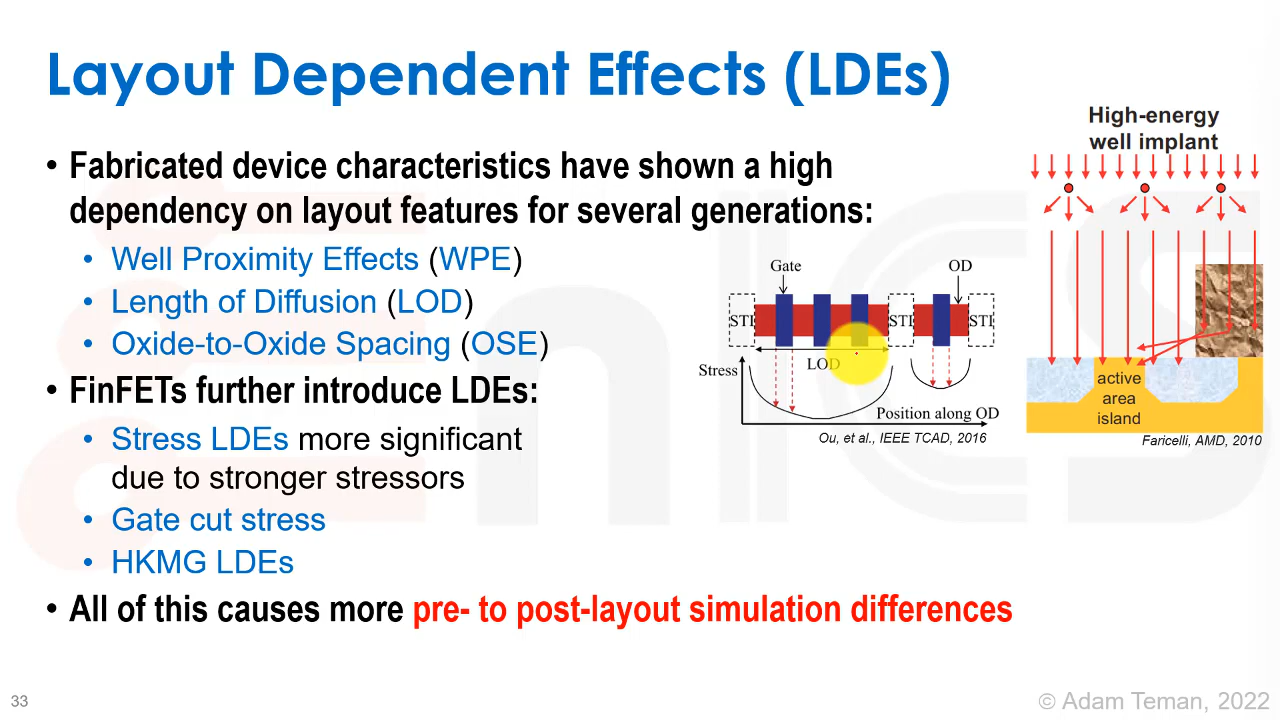 Layout Dependent Effects (LDEs)
• Fabricated device characteristics have shown a high
dependency on layout features for several generations:
• Well Proximity Effects (WPE)
• Length of Diffusion (LOD)
• Oxide-to-Oxide Spacing (OSE)
• FinFETs further introduce LDEs:
• Stress LDEs more significant
due to stronger stressors
• Gate cut stress
• HKMG LDEs
• All of this causes more pre- to post-layout simulation differences
Gate
OD
STI
STI
STI
LOD
Stress
Position along OD
Ou, et al., IEEE TCAD, 2016
High-energy
well implant
active
area
island
Faricelli, AMD, 2010
nics
33
© Adam Teman, 2022